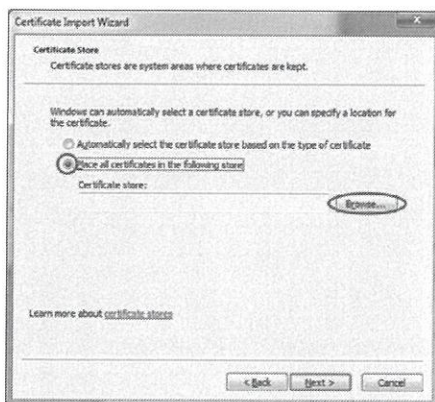 Certificate Import Wizard
Certificate Store
Certificate stores are system areas where certificates are kept.
Windows can automatically select a certificate store, or you can specify a location for
the certificate.
Automatically select the certificate store based on the type of certificate
Place all certificates in the following store
Certificate store:
Browse...
Learn more about certificate stores
< Back
Next >
Cancel